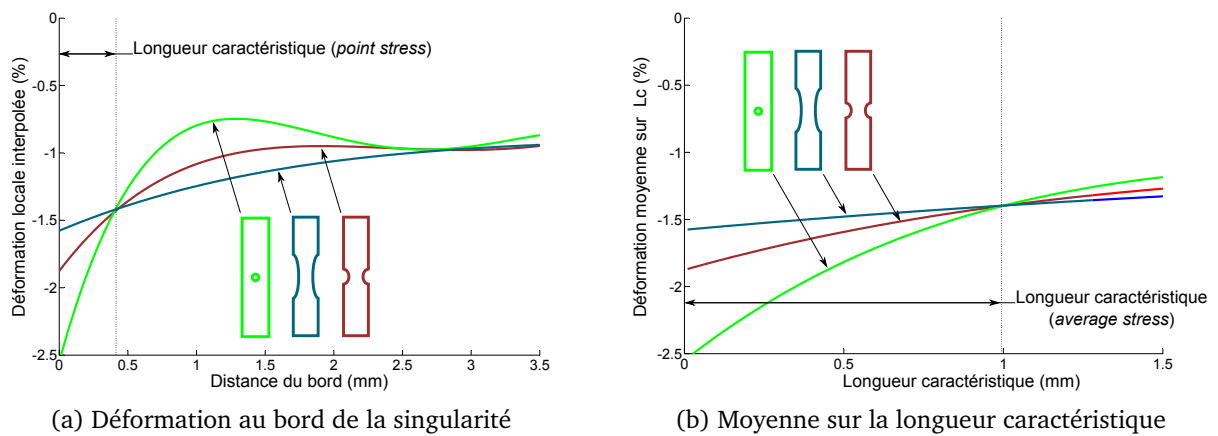 Déformation locale interpolée (%)
0
-0.5
-1
-1.5
-2
-2.5
Longueur caractéristique (point stress)
0 0.5 1 1.5 2 2.5 3 3.5
Distance du bord (mm)
(a) Déformation au bord de la singularité
Déformation moyenne sur Lc (%)
0
-0.5
-1
-1.5
-2
-2.5
Longueur caractéristique
(average stress)
0 0.5 1 1.5
Longueur caractéristique (mm)
(b) Moyenne sur la longueur caractéristique